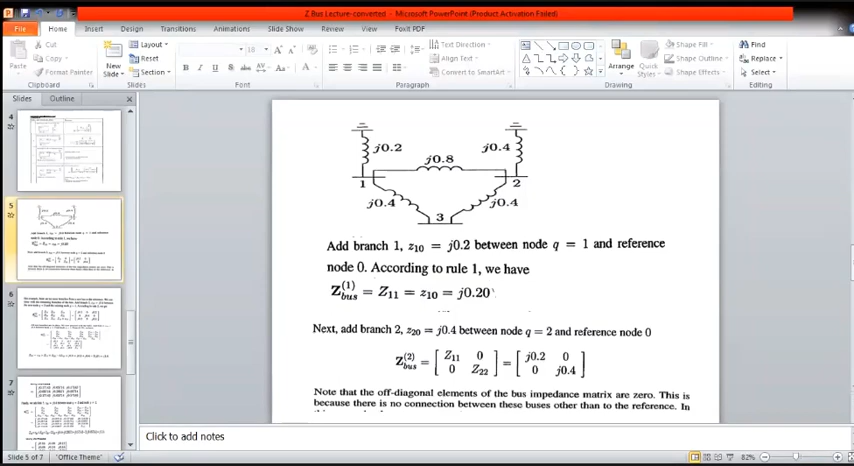 Z Bus Lecture-converted - Microsoft PowerPoint (Product Activation Failed)
File Home Insert Design Transitions Animations Slide Show Review View Foxit PDF
Cut
Copy
Format Painter
Paste
Clipboard
New Slide
Layout
Reset
Section
Slides
18
B I U S abc AV Aa A
Font
Paragraph
Text Direction
Align Text
Convert to SmartArt
Arrange
Quick Styles
Shape Fill
Shape Outline
Shape Effects
Drawing
Find
Replace
Select
Editing
Slides Outline
4
5
6
7
j0.2
j0.8
j0.4
1
2
j0.4
3
j0.4
Add branch 1, z10 = j0.2 between node q = 1 and reference
node 0. According to rule 1, we have
Z(1)bus = Z11 = z10 = j0.20
Next, add branch 2, z20 = j0.4 between node q = 2 and reference node 0
Z(2)bus = [ Z11 0 ] = [ j0.2 0 ]
[ 0 Z22 ] [ 0 j0.4 ]
Note that the off-diagonal elements of the bus impedance matrix are zero. This is
because there is no connection between these buses other than to the reference. In
Click to add notes
Slide 5 of 7
"Office Theme"
82%